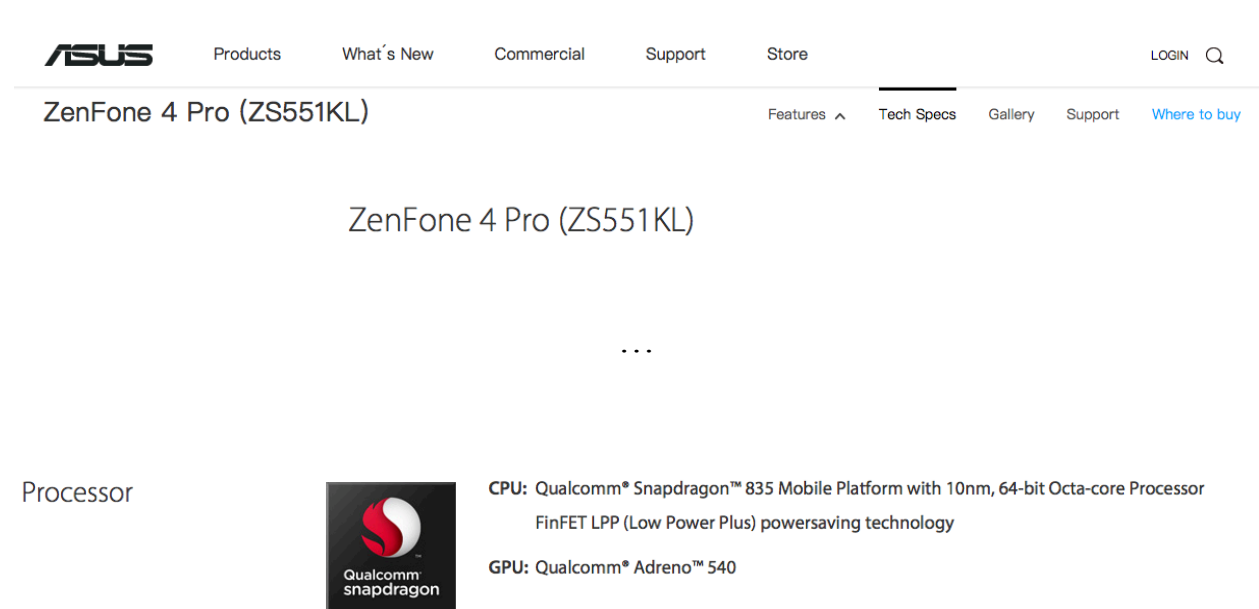 ASUS Products What´s New Commercial Support Store LOGIN
ZenFone 4 Pro (ZS551KL) Features Tech Specs Gallery Support Where to buy
ZenFone 4 Pro (ZS551KL)
...
Processor
CPU: Qualcomm® Snapdragon™ 835 Mobile Platform with 10nm, 64-bit Octa-core Processor
FinFET LPP (Low Power Plus) powersaving technology
GPU: Qualcomm® Adreno™ 540
Qualcomm
snapdragon